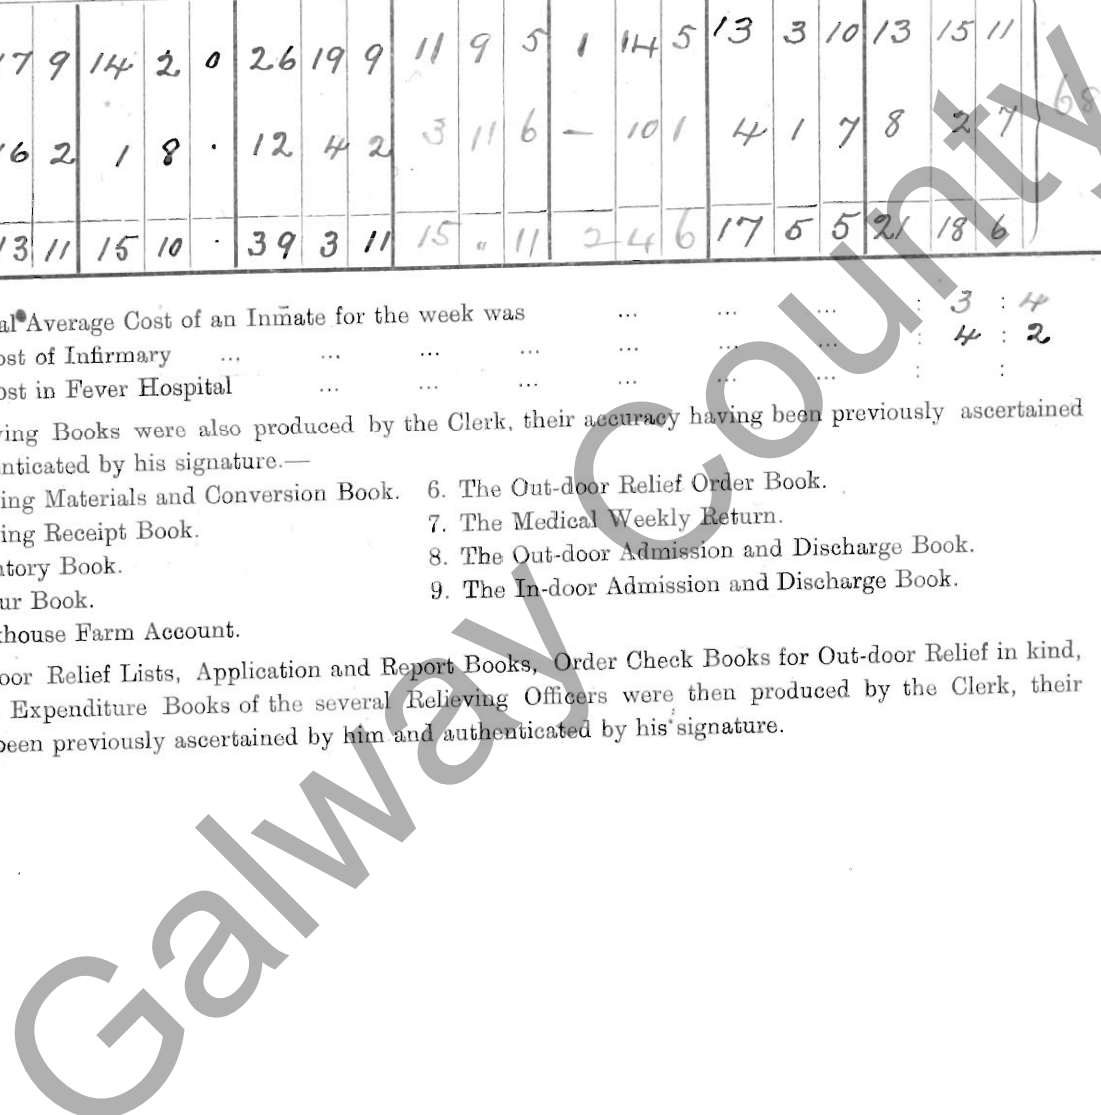 17 9 14 2 0 26 19 9 11 9 5 1 14 5 13 3 10 13 15 11
16 2 1 8 · 12 4 2 3 11 6 — 10 1 4 1 7 8 2 7 68
13 11 15 10 · 39 3 11 15 „ 11 2 4 6 17 5 5 21 18 6
al Average Cost of an Inmate for the week was ... ... ... : 3 : 4
ost of Infirmary ... ... ... ... ... ... ... : 4 : 2
ost in Fever Hospital ... ... ... ... ... ... : :
ing Books were also produced by the Clerk, their accuracy having been previously ascertained
nticated by his signature.—
ing Materials and Conversion Book. 6. The Out-door Relief Order Book.
ing Receipt Book. 7. The Medical Weekly Return.
tory Book. 8. The Out-door Admission and Discharge Book.
ur Book. 9. The In-door Admission and Discharge Book.
house Farm Account.
oor Relief Lists, Application and Report Books, Order Check Books for Out-door Relief in kind,
Expenditure Books of the several Relieving Officers were then produced by the Clerk, their
been previously ascertained by him and authenticated by his signature.
Galway County